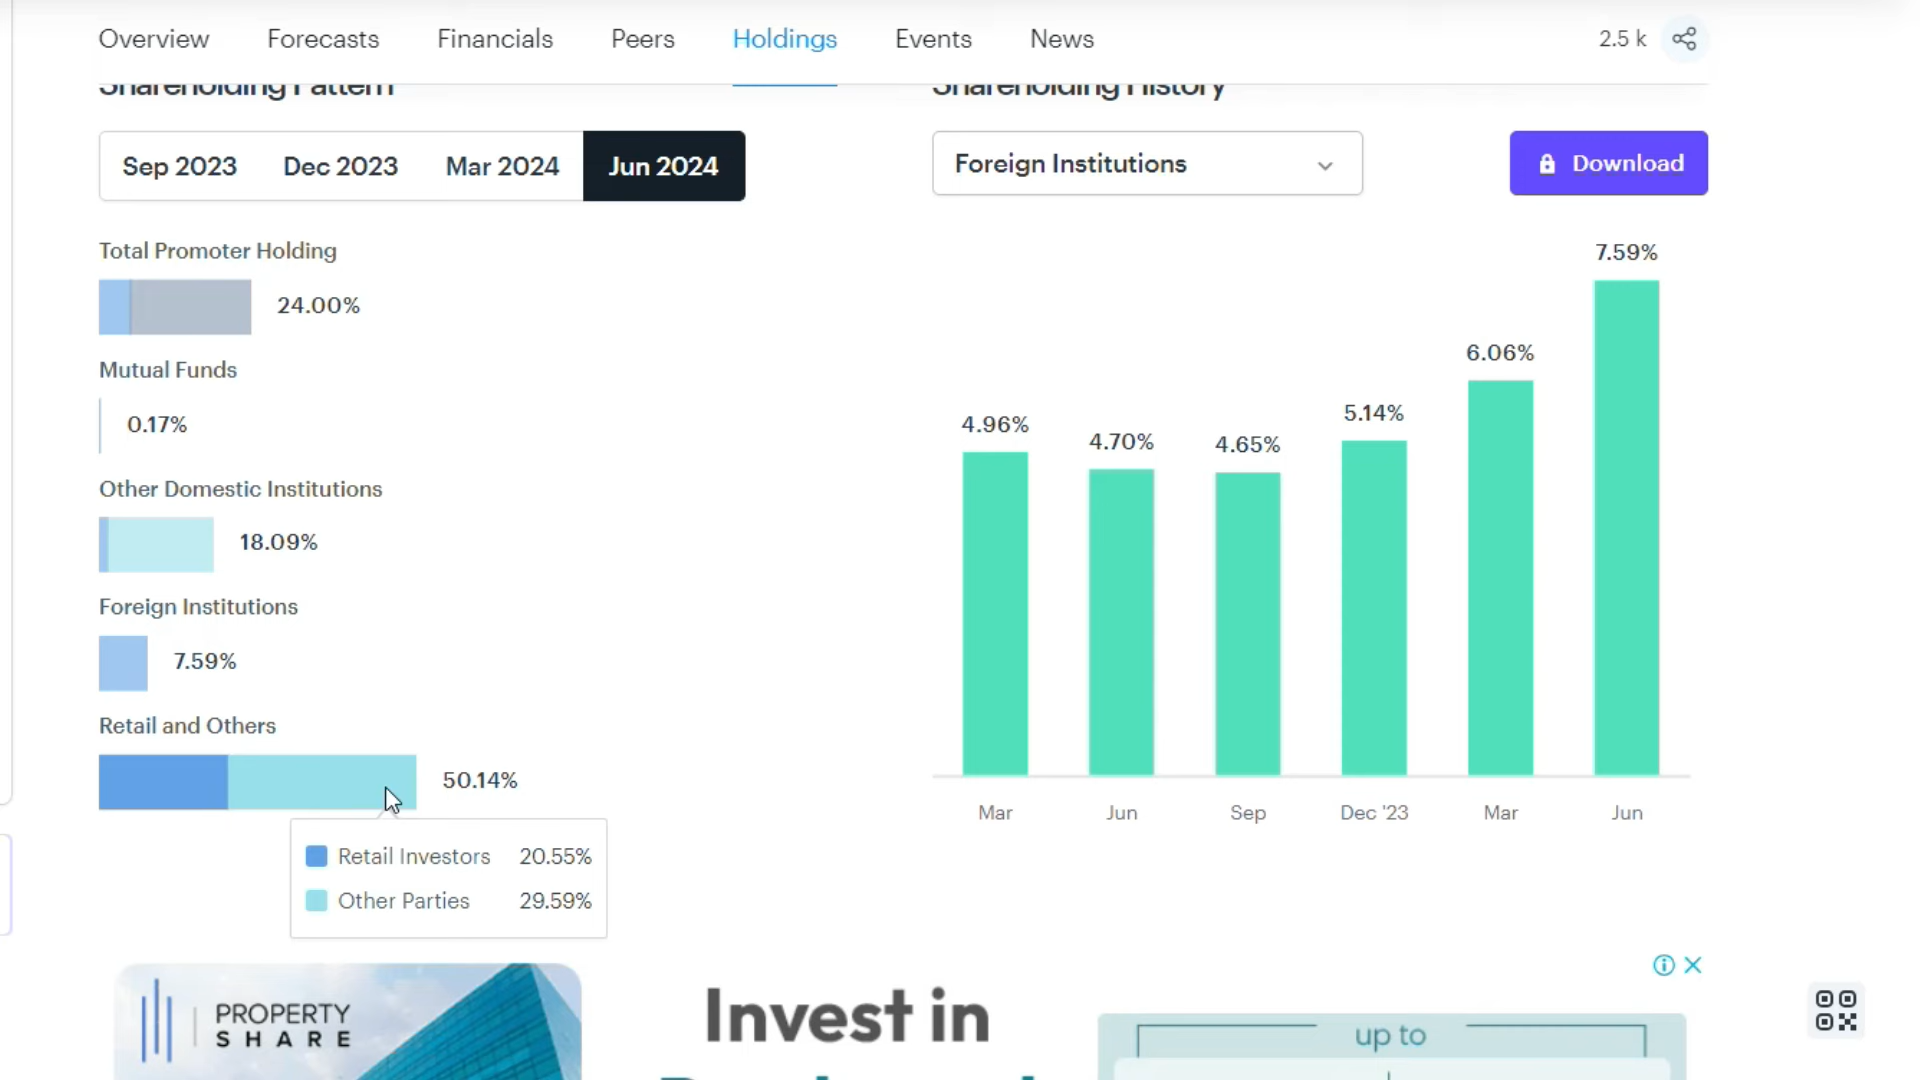 Overview Forecasts Financials Peers Holdings Events News 2.5 k
Shareholding Pattern
Shareholding History
Sep 2023 Dec 2023 Mar 2024 Jun 2024
Foreign Institutions
Download
Total Promoter Holding
24.00%
Mutual Funds
0.17%
Other Domestic Institutions
18.09%
Foreign Institutions
7.59%
Retail and Others
50.14%
Retail Investors 20.55%
Other Parties 29.59%
7.59%
6.06%
5.14%
4.96%
4.70%
4.65%
Mar Jun Sep Dec '23 Mar Jun
PROPERTY
SHARE
Invest in
up to